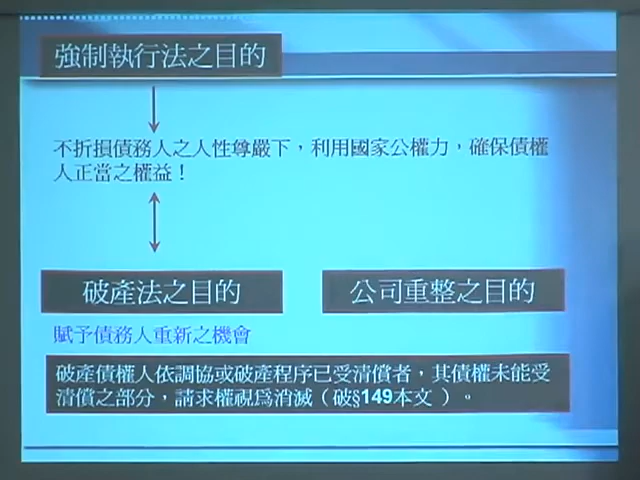 強制執行法之目的
不折損債務人之人性尊嚴下，利用國家公權力，確保債權
人正當之權益！
破產法之目的
公司重整之目的
賦予債務人重新之機會
破產債權人依調協或破產程序已受清償者，其債權未能受
清償之部分，請求權視為消滅（破§149本文 ）。